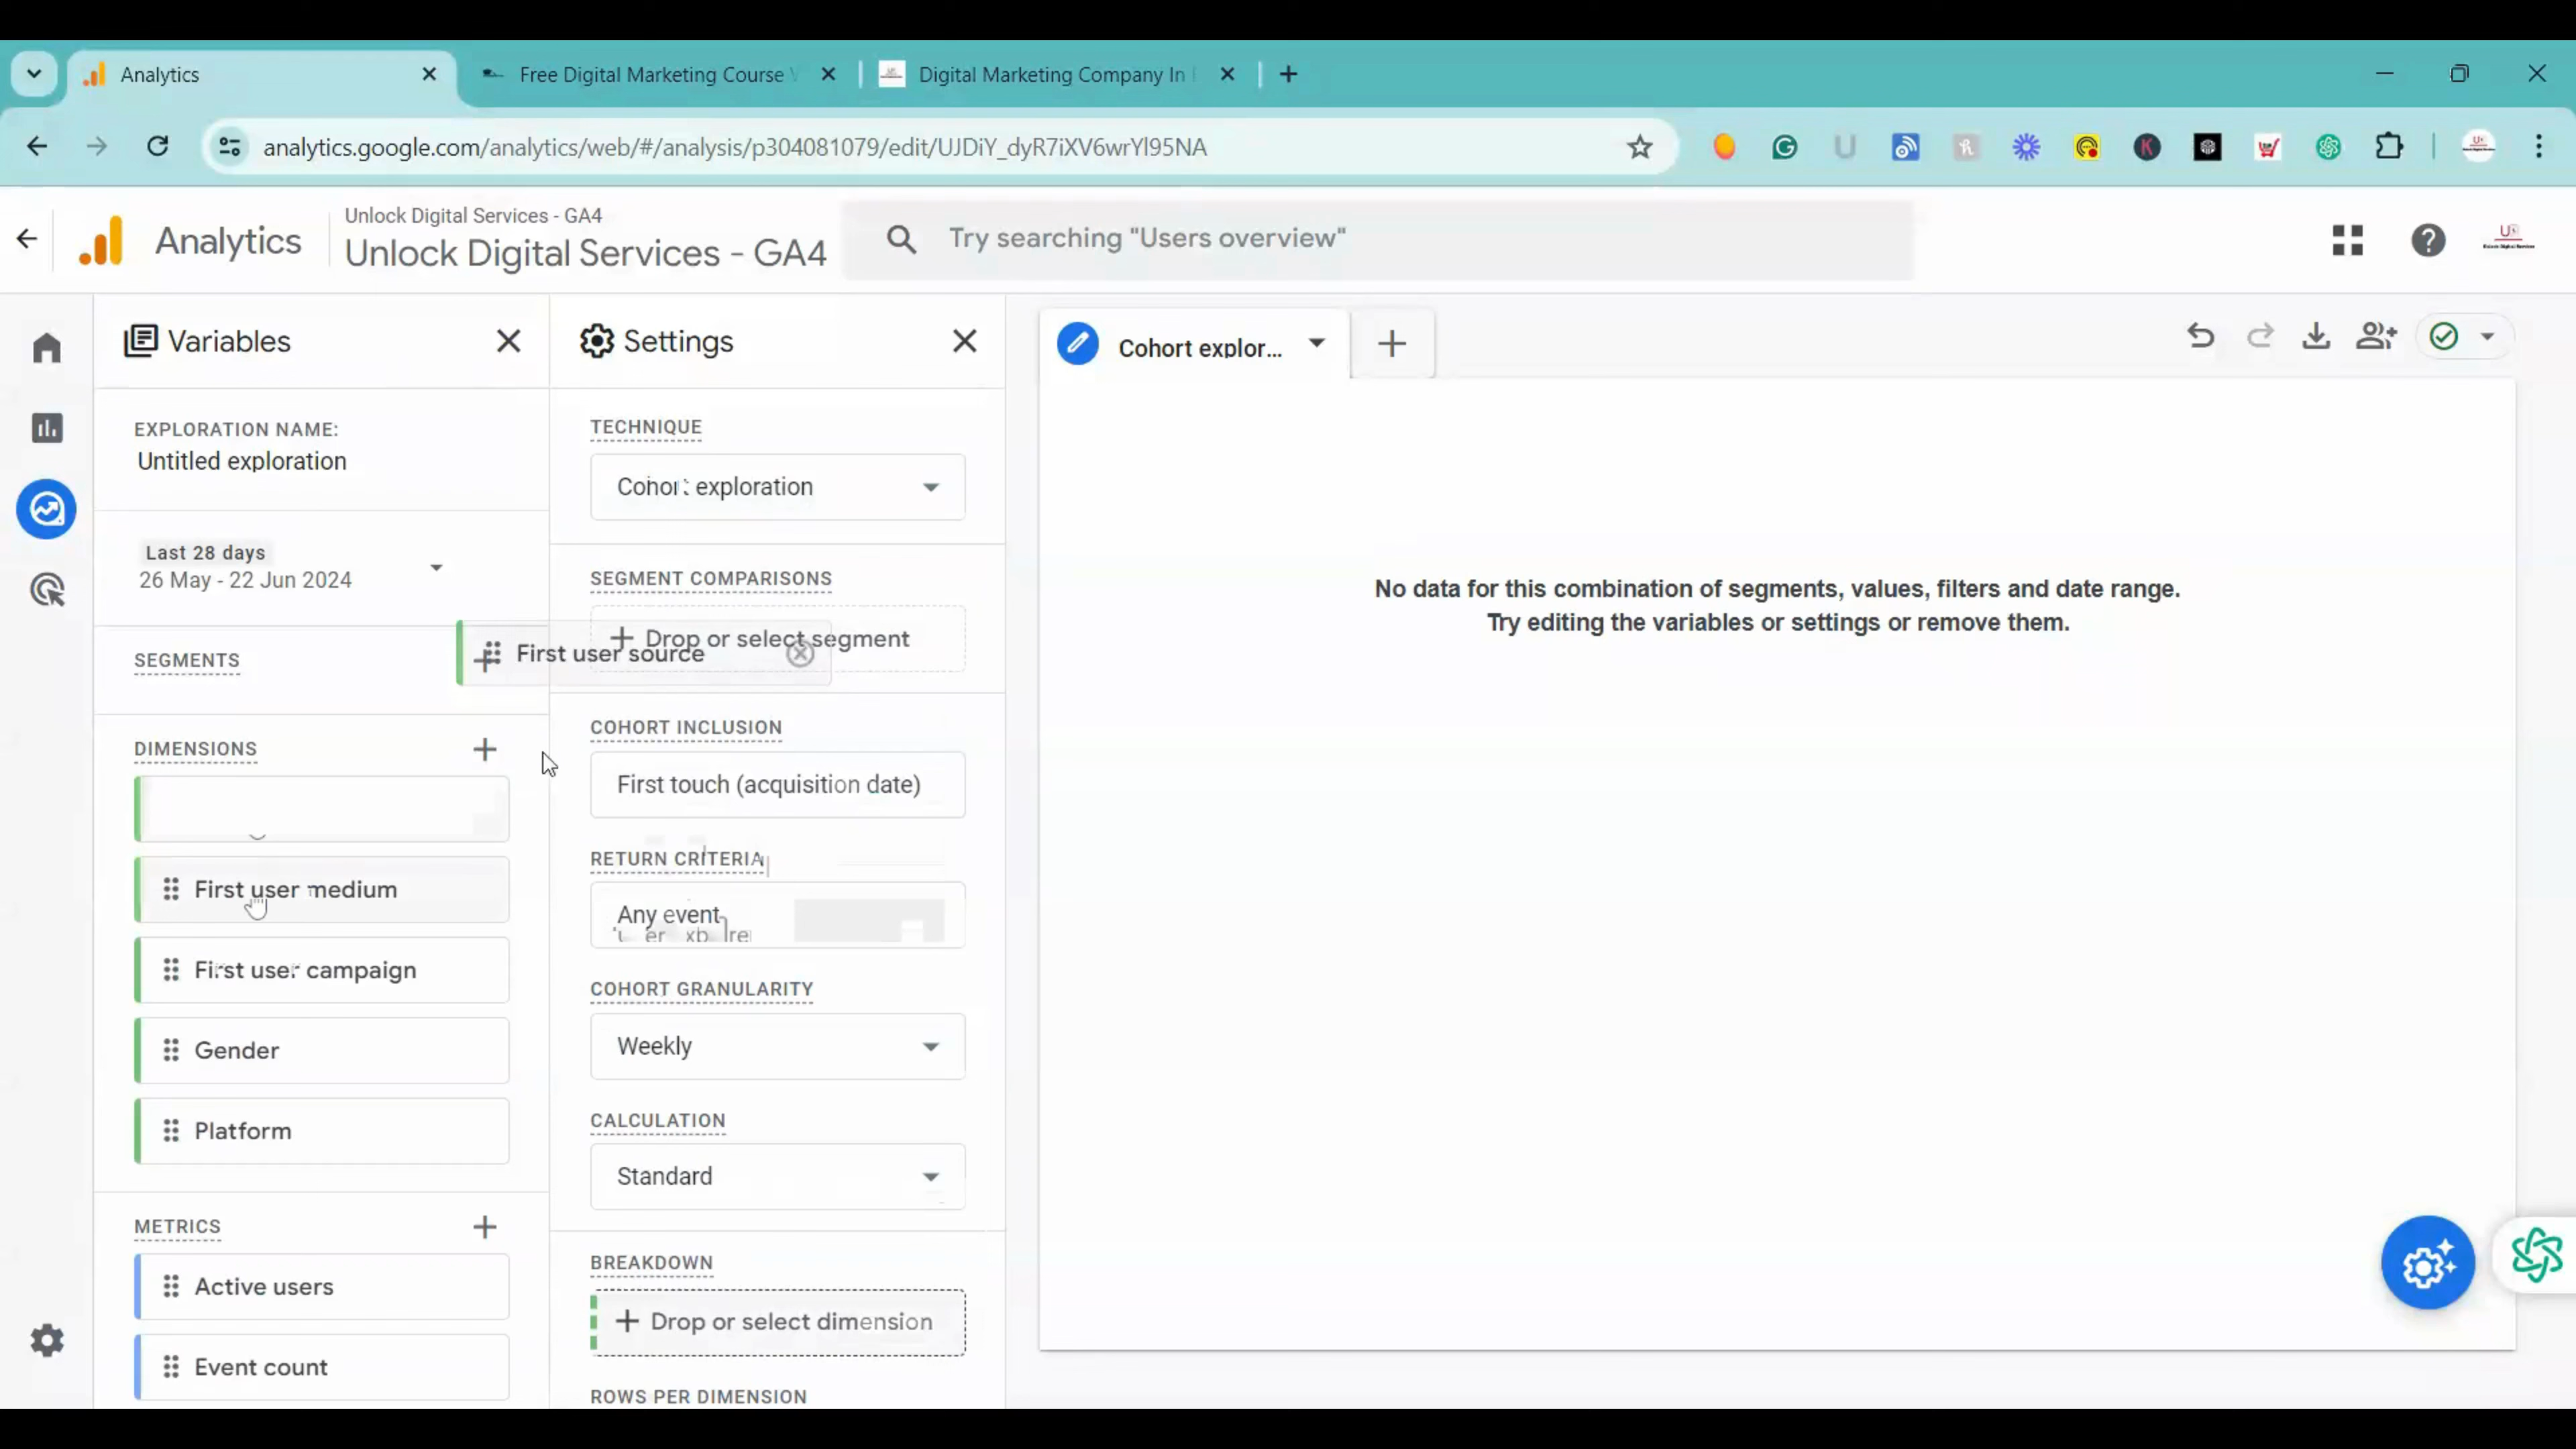 Analytics
Free Digital Marketing Course
Digital Marketing Company In
analytics.google.com/analytics/web/#/analysis/p304081079/edit/UJDiY_dyR7iXV6wrYl95NA
Analytics
Unlock Digital Services - GA4
Unlock Digital Services - GA4
Try searching "Users overview"
Variables
Settings
Cohort explor...
EXPLORATION NAME:
Untitled exploration
Last 28 days
26 May - 22 Jun 2024
SEGMENTS
DIMENSIONS
First user medium
First user campaign
Gender
Platform
METRICS
Active users
Event count
TECHNIQUE
Cohort exploration
SEGMENT COMPARISONS
Drop or select segment
First user source
COHORT INCLUSION
First touch (acquisition date)
RETURN CRITERIA
Any event
COHORT GRANULARITY
Weekly
CALCULATION
Standard
BREAKDOWN
Drop or select dimension
ROWS PER DIMENSION
No data for this combination of segments, values, filters and date range.
Try editing the variables or settings or remove them.